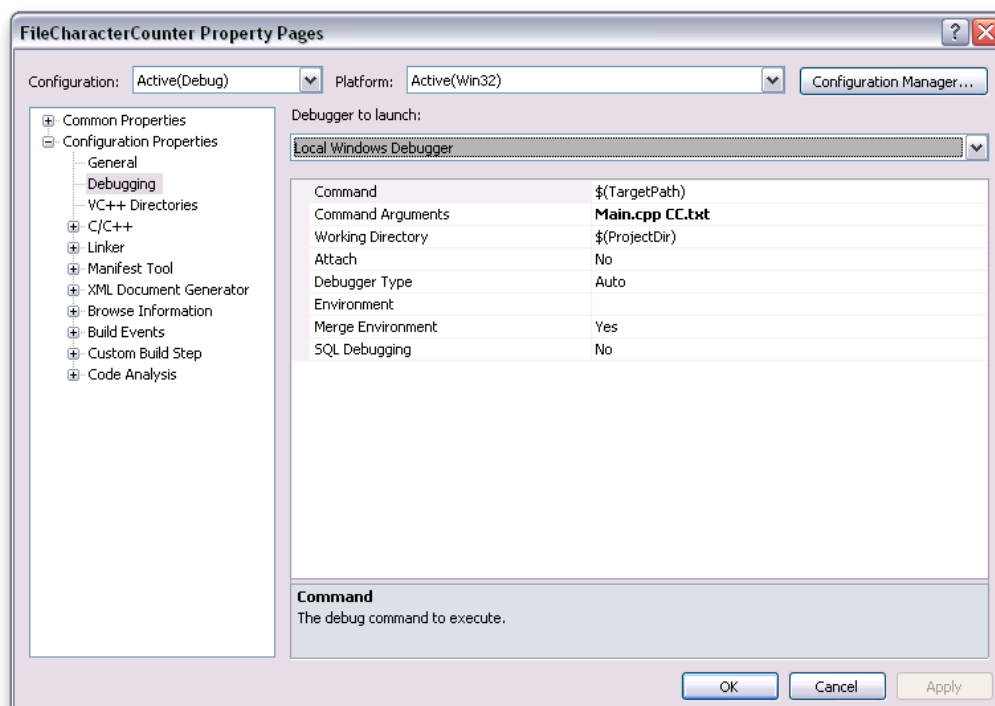 FileCharacterCounter Property Pages
Configuration: Active(Debug) Platform: Active(Win32) Configuration Manager...
Common Properties
Configuration Properties
General
Debugging
VC++ Directories
C/C++
Linker
Manifest Tool
XML Document Generator
Browse Information
Build Events
Custom Build Step
Code Analysis
Debugger to launch:
Local Windows Debugger
Command $(TargetPath)
Command Arguments Main.cpp CC.txt
Working Directory $(ProjectDir)
Attach No
Debugger Type Auto
Environment
Merge Environment Yes
SQL Debugging No
Command
The debug command to execute.
OK Cancel Apply